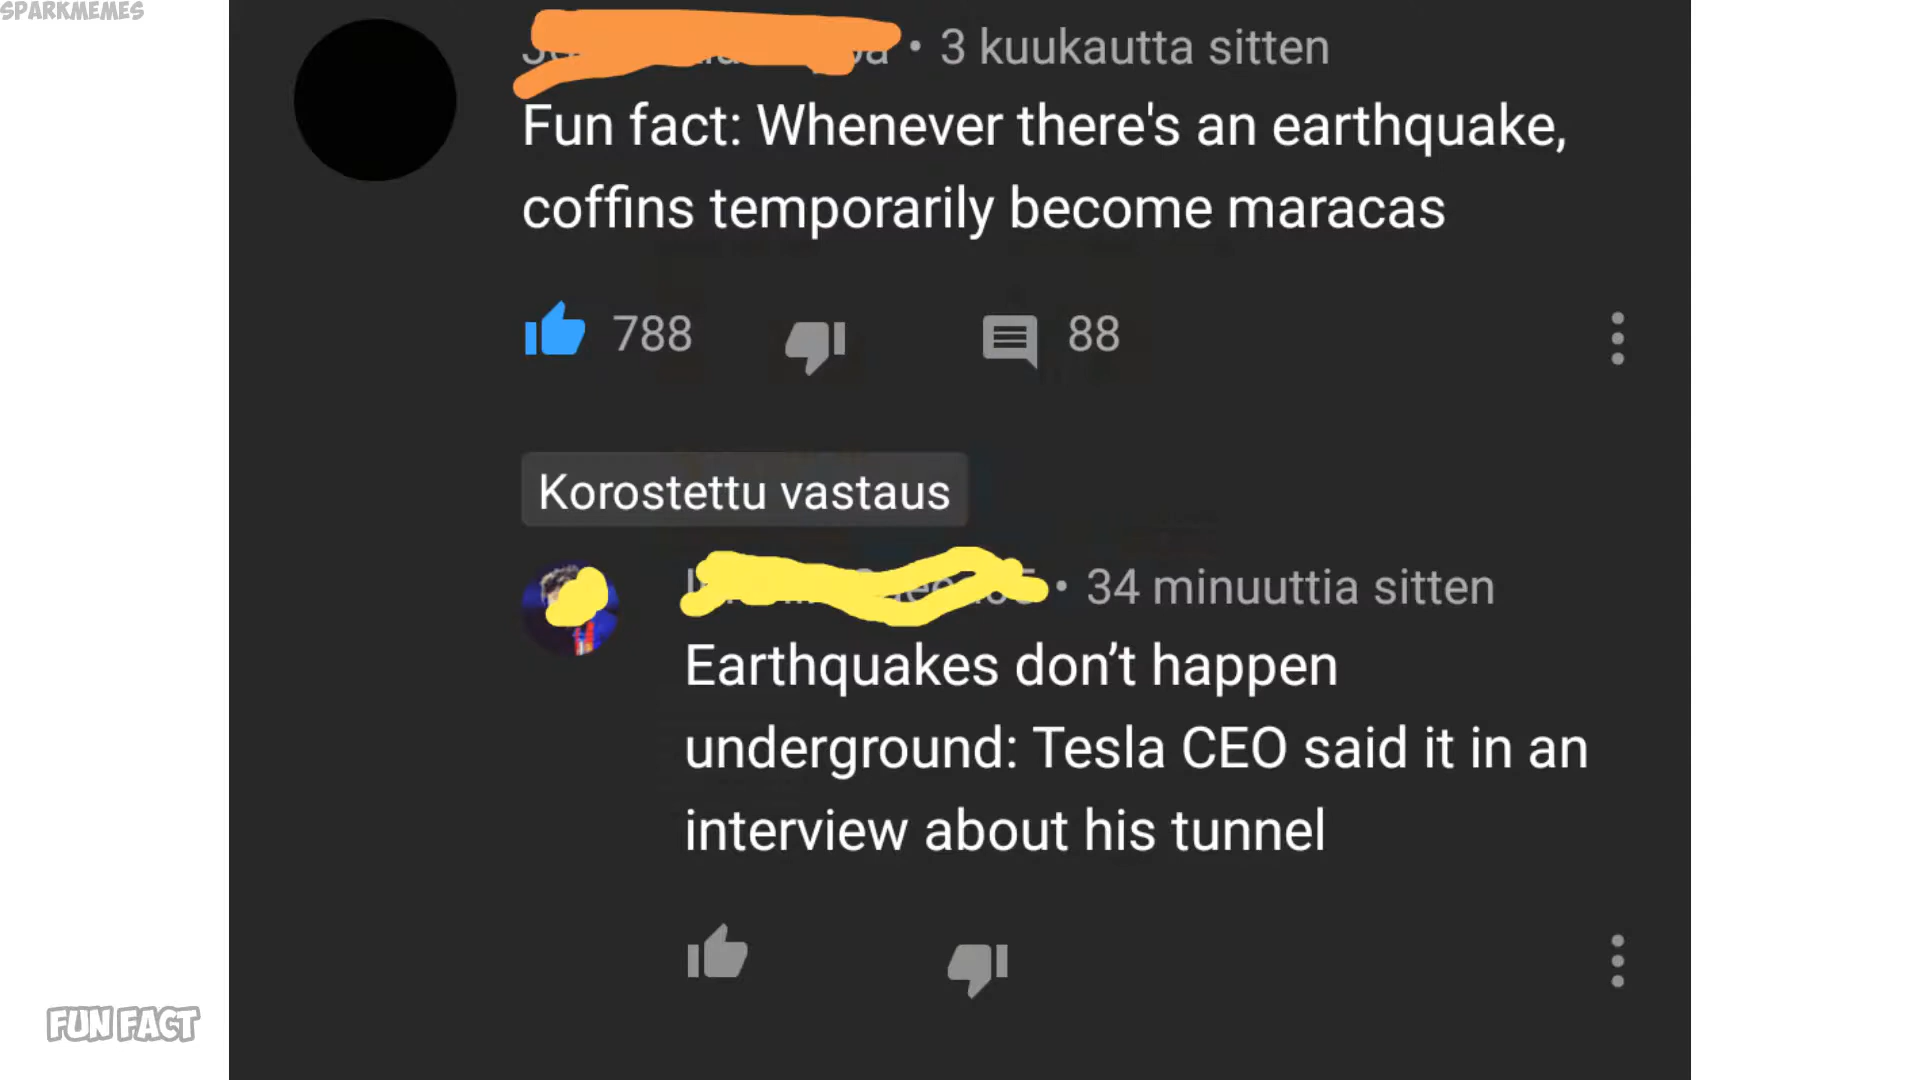 SPARKMEMES
• 3 kuukautta sitten
Fun fact: Whenever there's an earthquake,
coffins temporarily become maracas
788 88
Korostettu vastaus
• 34 minuuttia sitten
Earthquakes don’t happen
underground: Tesla CEO said it in an
interview about his tunnel
FUN FACT